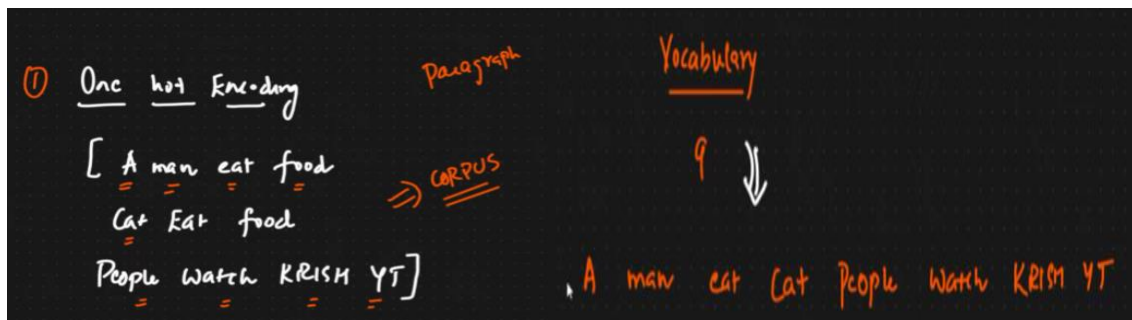 ① One hot Encoding
Paragraph
Vocabulary
[ A man eat food
⇒ CORPUS
9
Cat Eat food
People Watch KRISH YT ]
A man eat Cat People Watch KRISH YT